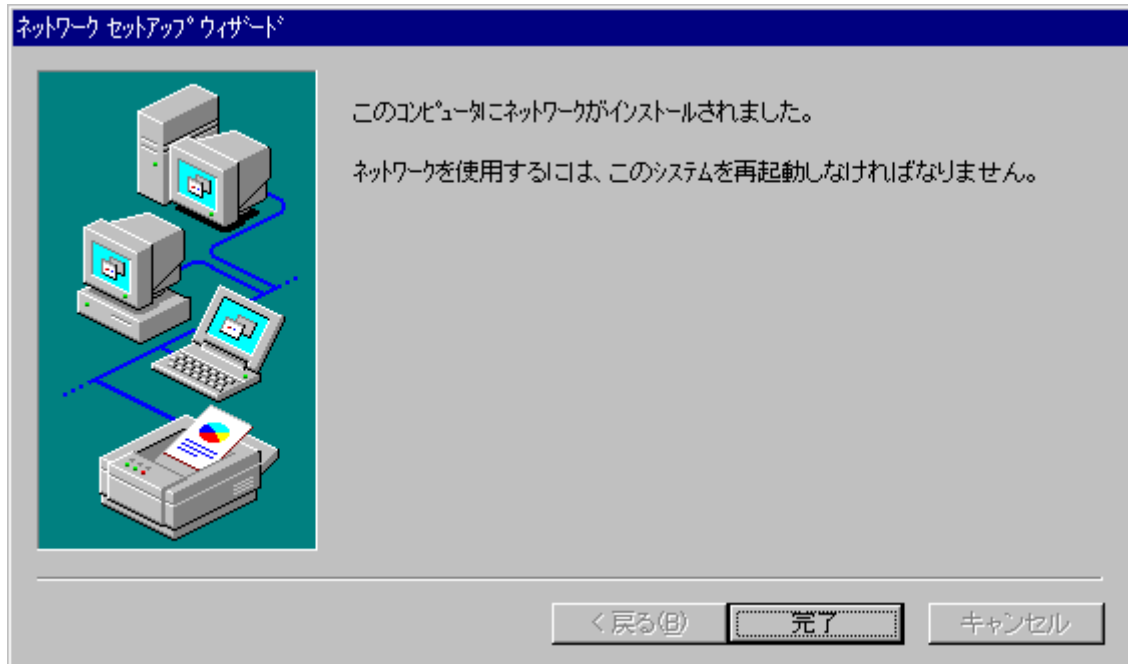 ﾈｯﾄﾜｰｸ ｾｯﾄｱｯﾌﾟ ｳｨｻﾞｰﾄﾞ
このｺﾝﾋﾟｭｰﾀにﾈｯﾄﾜｰｸがｲﾝｽﾄｰﾙされました。
ﾈｯﾄﾜｰｸを使用するには、このｼｽﾃﾑを再起動しなければなりません。
< 戻る(B)
完了
キャンセル